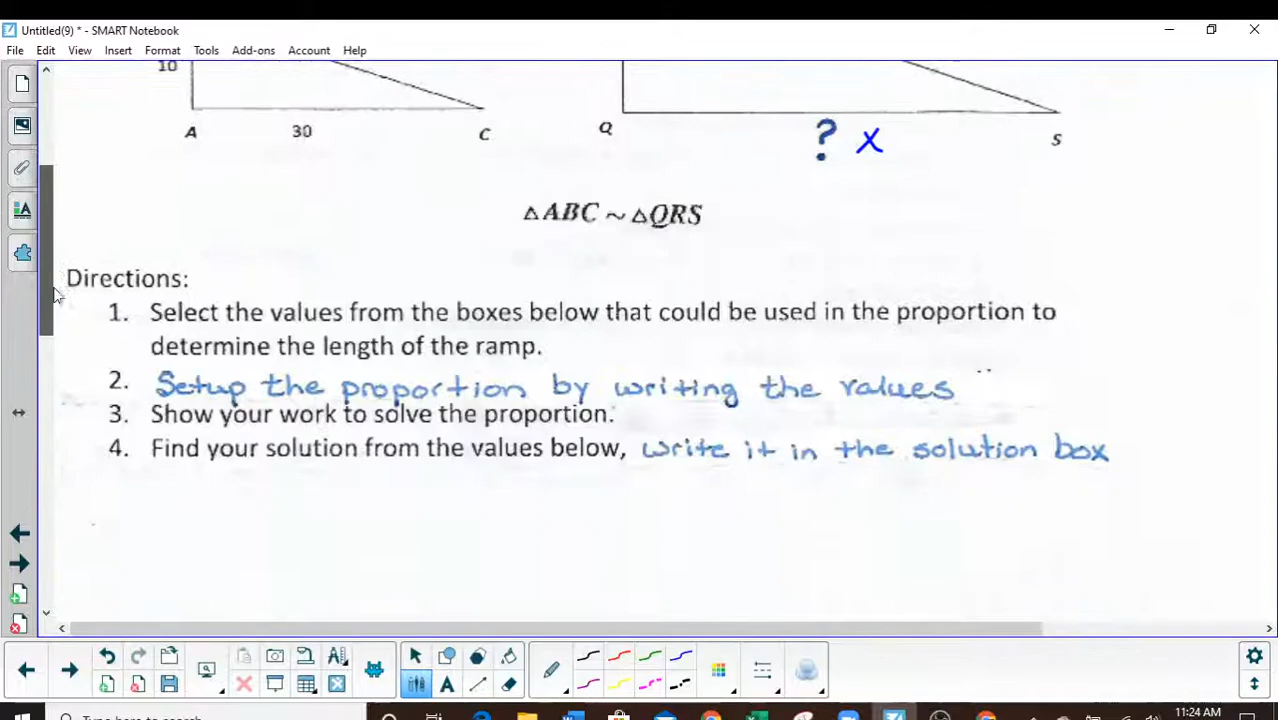 Untitled(9) * - SMART Notebook
File Edit View Insert Format Tools Add-ons Account Help
10
A 30 C Q ? x S
△ABC ~ △QRS
Directions:
1. Select the values from the boxes below that could be used in the proportion to
determine the length of the ramp.
2. Setup the proportion by writing the values
3. Show your work to solve the proportion.
4. Find your solution from the values below, write it in the solution box
11:24 AM